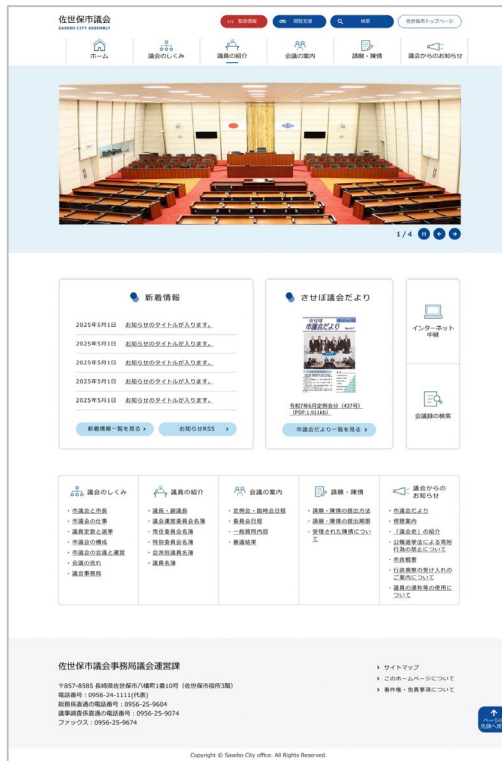 佐世保市議会
SASEBO CITY ASSEMBLY
緊急情報
閲覧支援
検索
佐世保市トップページ
ホーム
議会のしくみ
議員の紹介
会議の案内
請願・陳情
議会からのお知らせ
1 / 4
新着情報
2025年5月1日 お知らせのタイトルが入ります。
2025年5月1日 お知らせのタイトルが入ります。
2025年5月1日 お知らせのタイトルが入ります。
2025年5月1日 お知らせのタイトルが入ります。
2025年5月1日 お知らせのタイトルが入ります。
新着情報一覧を見る
お知らせRSS
させぼ議会だより
させぼ
市議会だより
令和7年6月定例会分（437号）
（PDF:1,911kb）
市議会だより一覧を見る
インターネット
中継
会議録の検索
議会のしくみ
・市議会と市長
・市議会の仕事
・議員定数と選挙
・市議会の構成
・市議会の会議と運営
・会議の流れ
・議会事務局
議員の紹介
・議長・副議長
・議会運営委員会名簿
・常任委員会名簿
・特別委員会名簿
・会派別議員名簿
・議員名簿
会議の案内
・定例会・臨時会日程
・委員会日程
・一般質問内容
・審議結果
請願・陳情
・請願・陳情の提出方法
・請願・陳情の提出期限
・受理された陳情につい
て
議会からの
お知らせ
・市議会だより
・傍聴案内
・「議会史」の紹介
・公職選挙法による寄附
行為の禁止について
・市政概要
・行政視察の受け入れの
ご案内について
・議員の通称等の使用に
ついて
佐世保市議会事務局議会運営課
〒857-8585 長崎県佐世保市八幡町1番10号（佐世保市役所3階）
電話番号：0956-24-1111(代表)
総務係直通の電話番号：0956-25-9604
議事調査係直通の電話番号：0956-25-9074
ファックス：0956-25-9674
サイトマップ
このホームページについて
著作権・免責事項について
ページの
先頭へ戻
Copyright © Sasebo City office. All Rights Reserved.